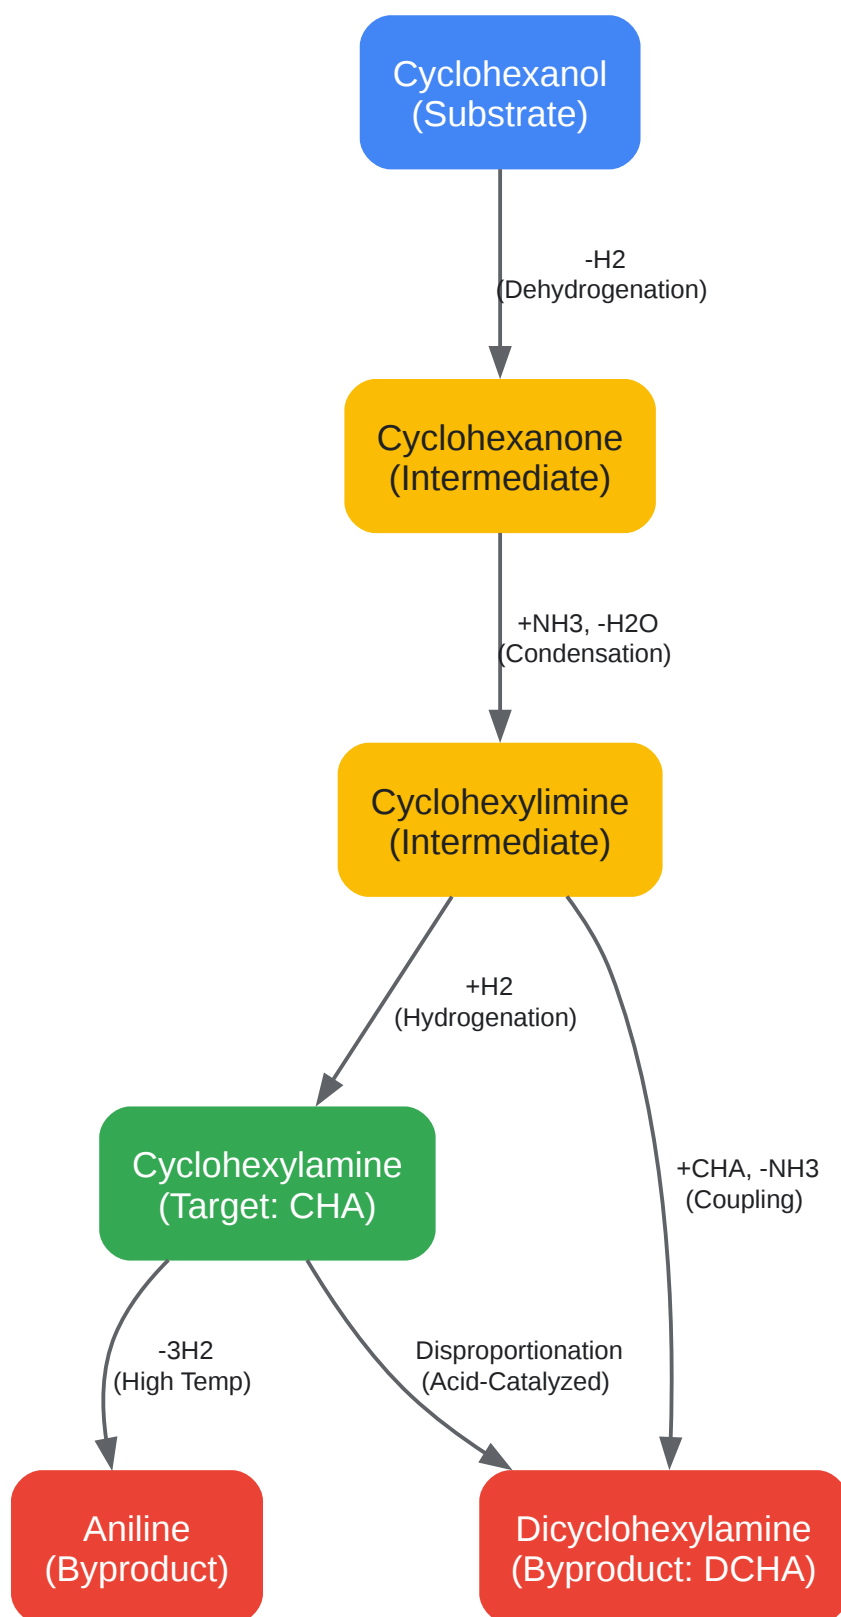 Cyclohexanol
(Substrate)
-H2
(Dehydrogenation)
Cyclohexanone
(Intermediate)
+NH3, -H2O
(Condensation)
Cyclohexylimine
(Intermediate)
+H2
(Hydrogenation)
Cyclohexylamine
(Target: CHA)
+CHA, -NH3
(Coupling)
-3H2
(High Temp)
Disproportionation
(Acid-Catalyzed)
Aniline
(Byproduct)
Dicyclohexylamine
(Byproduct: DCHA)